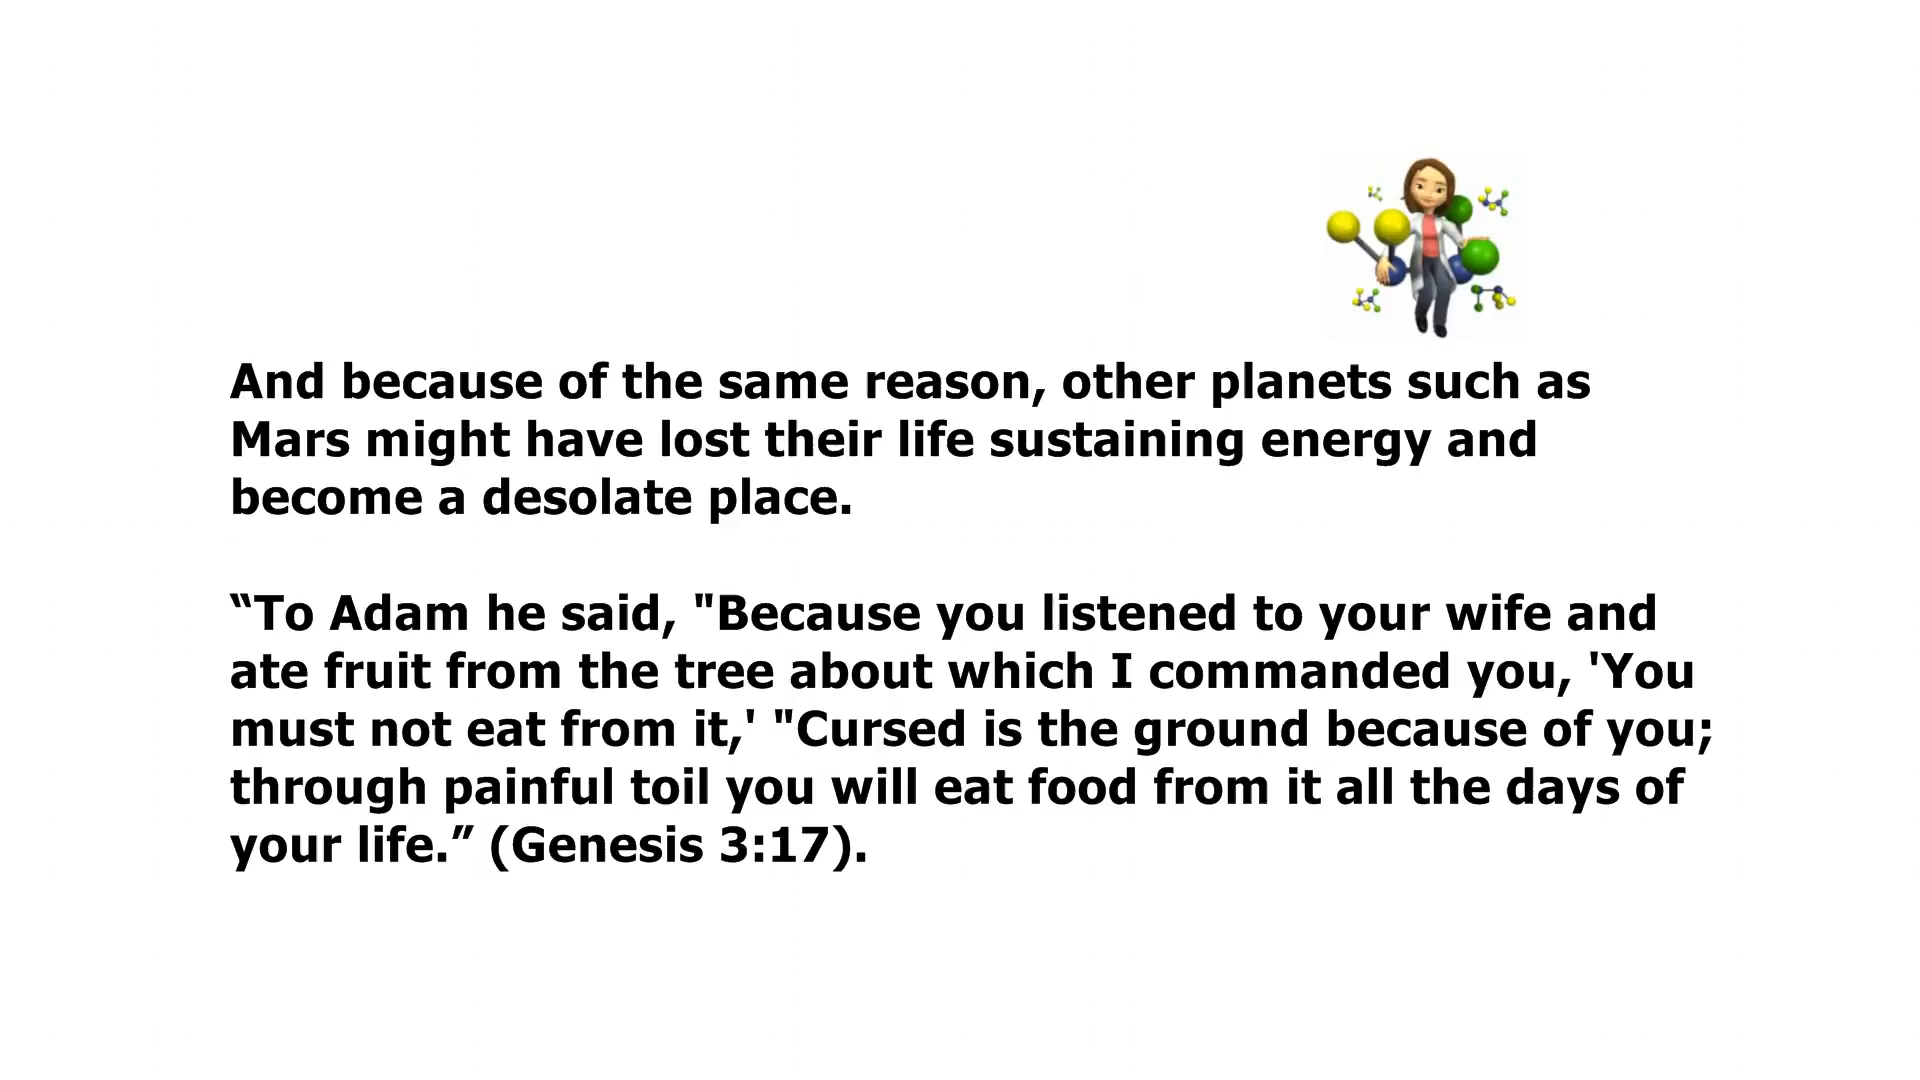 And because of the same reason, other planets such as
Mars might have lost their life sustaining energy and
become a desolate place.
“To Adam he said, "Because you listened to your wife and
ate fruit from the tree about which I commanded you, 'You
must not eat from it,' "Cursed is the ground because of you;
through painful toil you will eat food from it all the days of
your life.” (Genesis 3:17).